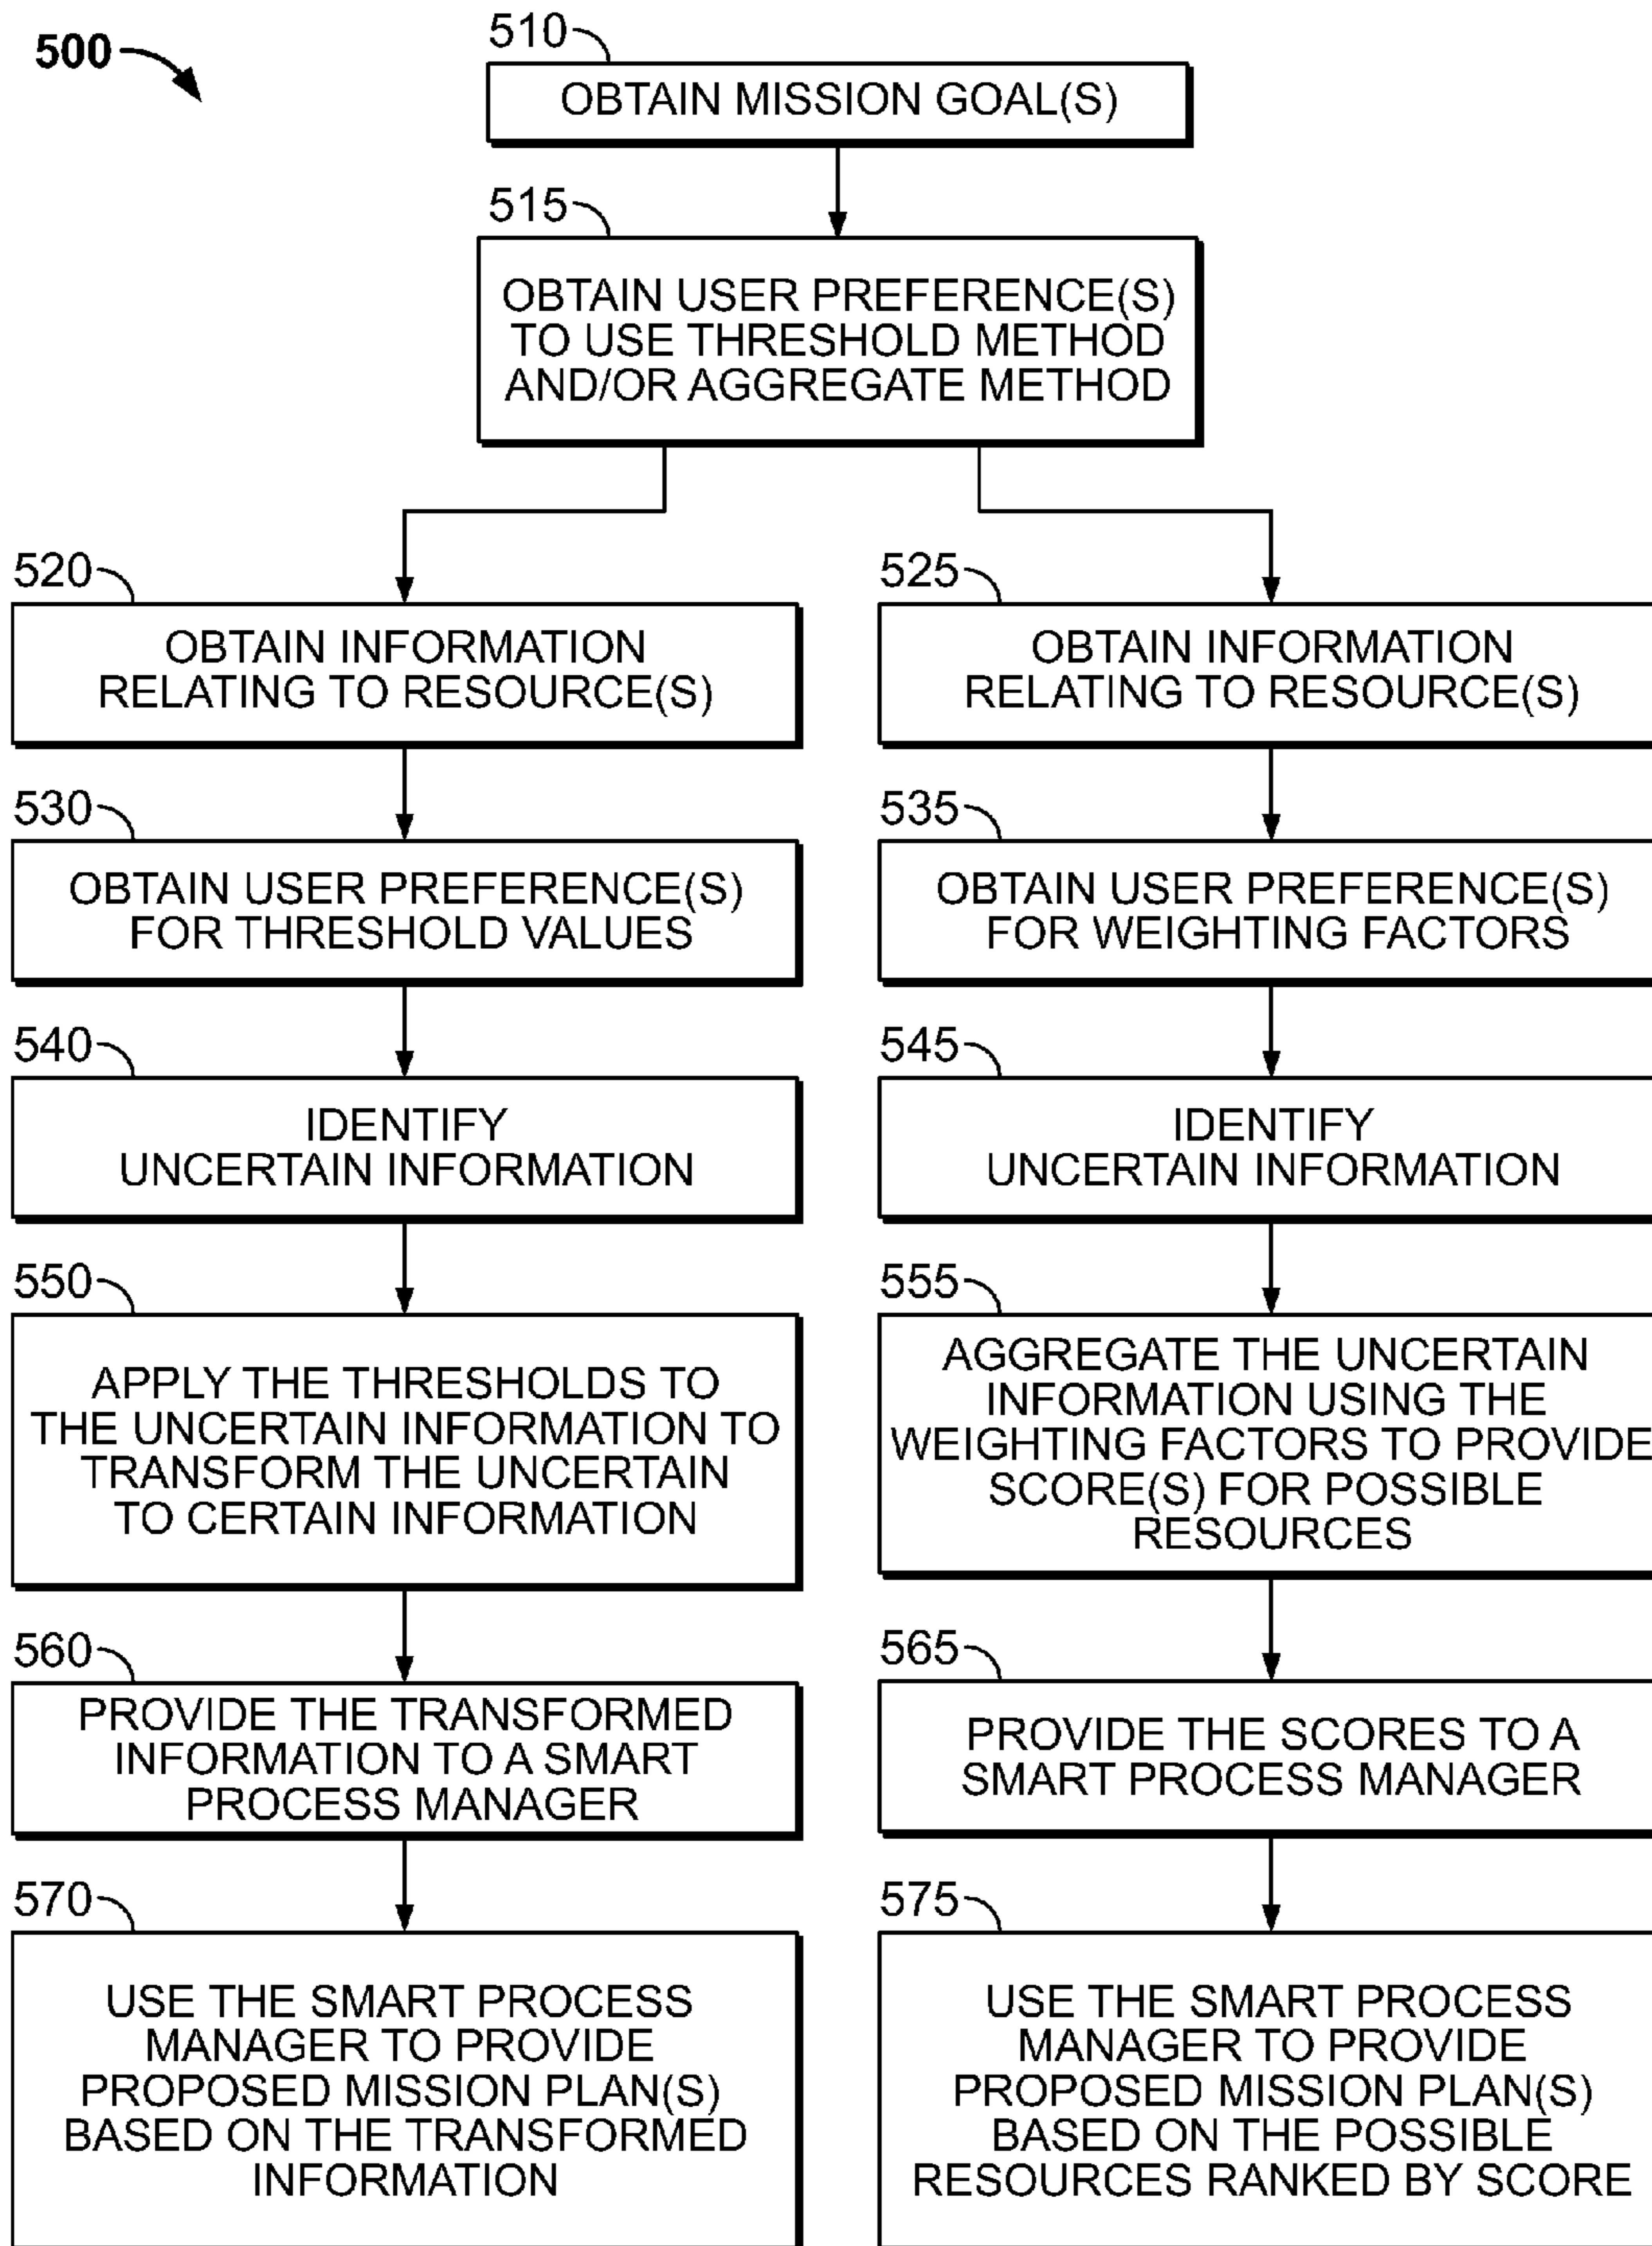 500
510
OBTAIN MISSION GOAL(S)
515
OBTAIN USER PREFERENCE(S)
TO USE THRESHOLD METHOD
AND/OR AGGREGATE METHOD
520
OBTAIN INFORMATION
RELATING TO RESOURCE(S)
530
OBTAIN USER PREFERENCE(S)
FOR THRESHOLD VALUES
540
IDENTIFY
UNCERTAIN INFORMATION
550
APPLY THE THRESHOLDS TO
THE UNCERTAIN INFORMATION TO
TRANSFORM THE UNCERTAIN
TO CERTAIN INFORMATION
560
PROVIDE THE TRANSFORMED
INFORMATION TO A SMART
PROCESS MANAGER
570
USE THE SMART PROCESS
MANAGER TO PROVIDE
PROPOSED MISSION PLAN(S)
BASED ON THE TRANSFORMED
INFORMATION
525
OBTAIN INFORMATION
RELATING TO RESOURCE(S)
535
OBTAIN USER PREFERENCE(S)
FOR WEIGHTING FACTORS
545
IDENTIFY
UNCERTAIN INFORMATION
555
AGGREGATE THE UNCERTAIN
INFORMATION USING THE
WEIGHTING FACTORS TO PROVIDE
SCORE(S) FOR POSSIBLE
RESOURCES
565
PROVIDE THE SCORES TO A
SMART PROCESS MANAGER
575
USE THE SMART PROCESS
MANAGER TO PROVIDE
PROPOSED MISSION PLAN(S)
BASED ON THE POSSIBLE
RESOURCES RANKED BY SCORE